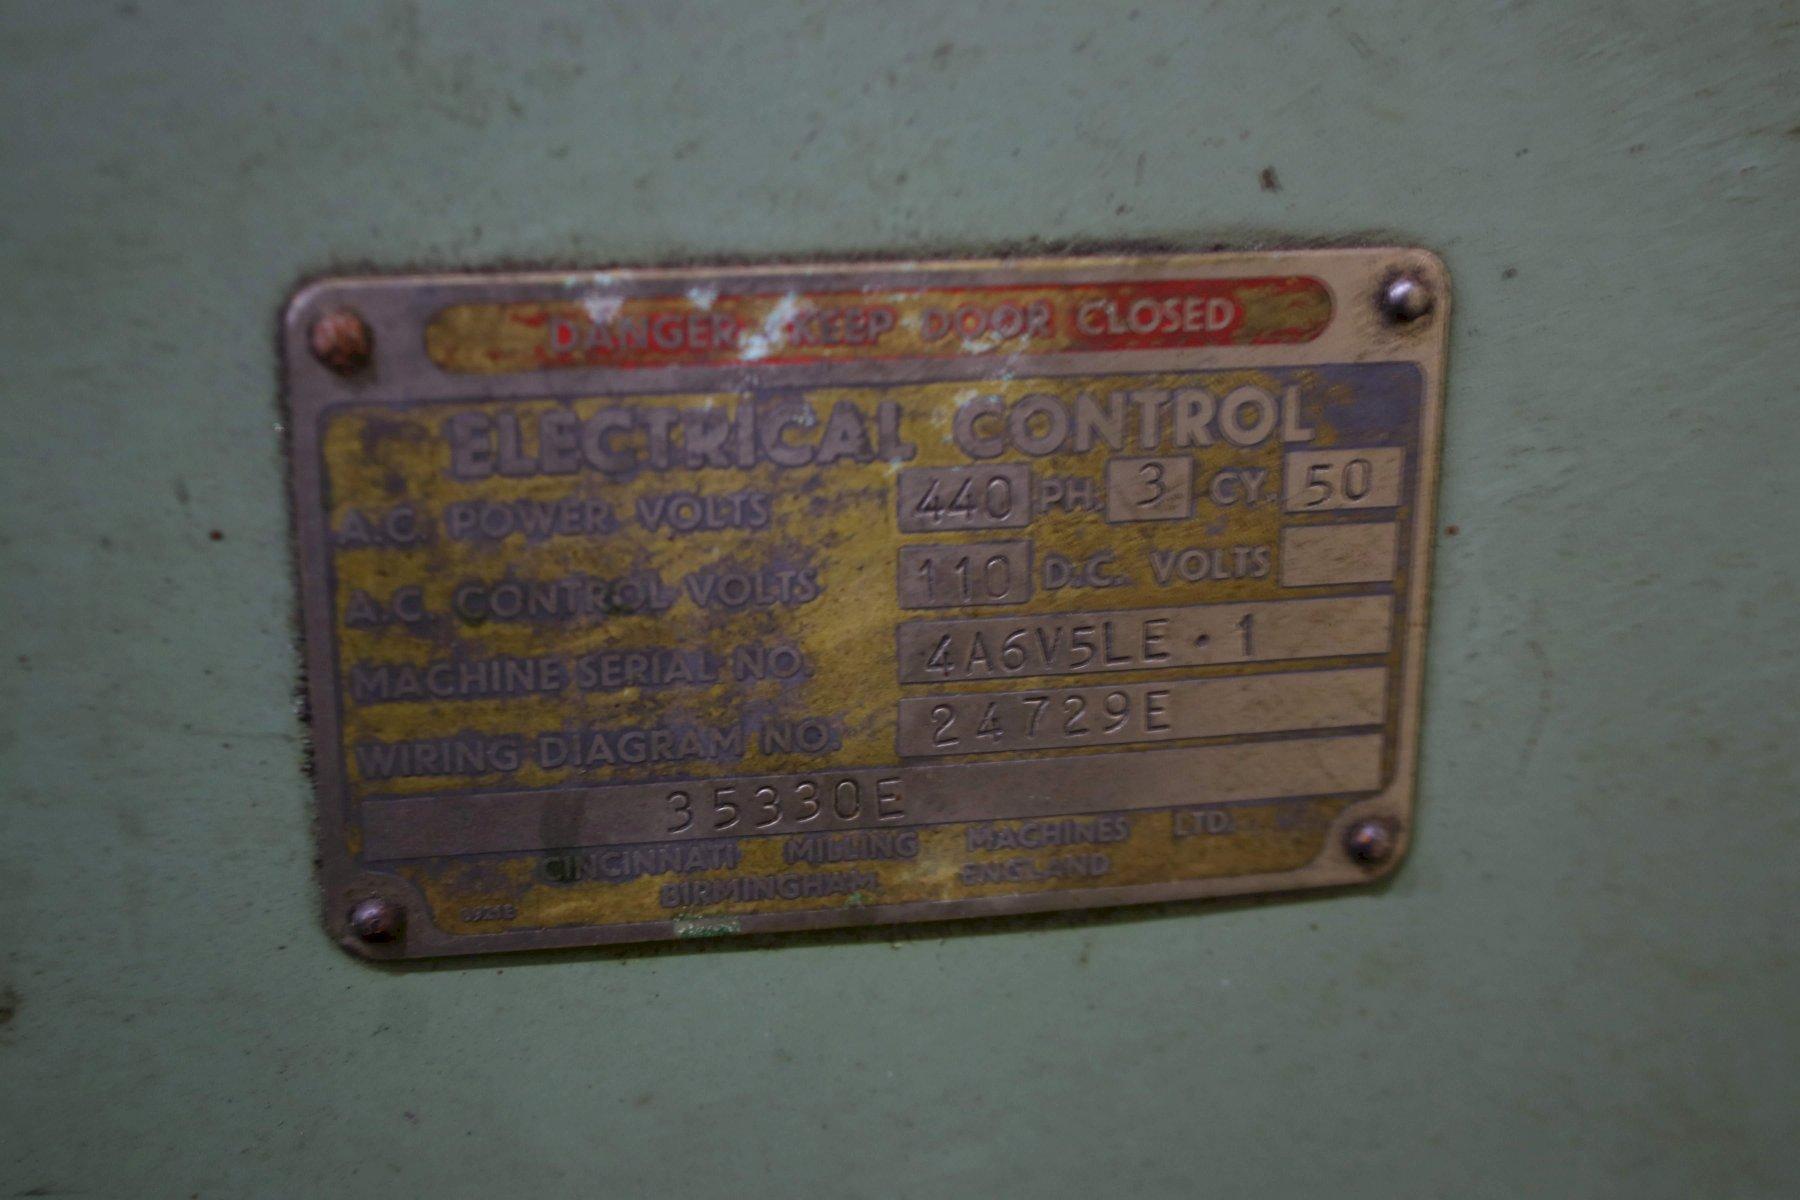 DANGER - KEEP DOOR CLOSED
ELECTRICAL CONTROL
A.C. POWER VOLTS 440 PH. 3 CY. 50
A.C. CONTROL VOLTS 110 D.C. VOLTS
MACHINE SERIAL NO. 4A6V5LE·1
WIRING DIAGRAM NO. 24729E
35330E
CINCINNATI MILLING MACHINES LTD.
BIRMINGHAM ENGLAND